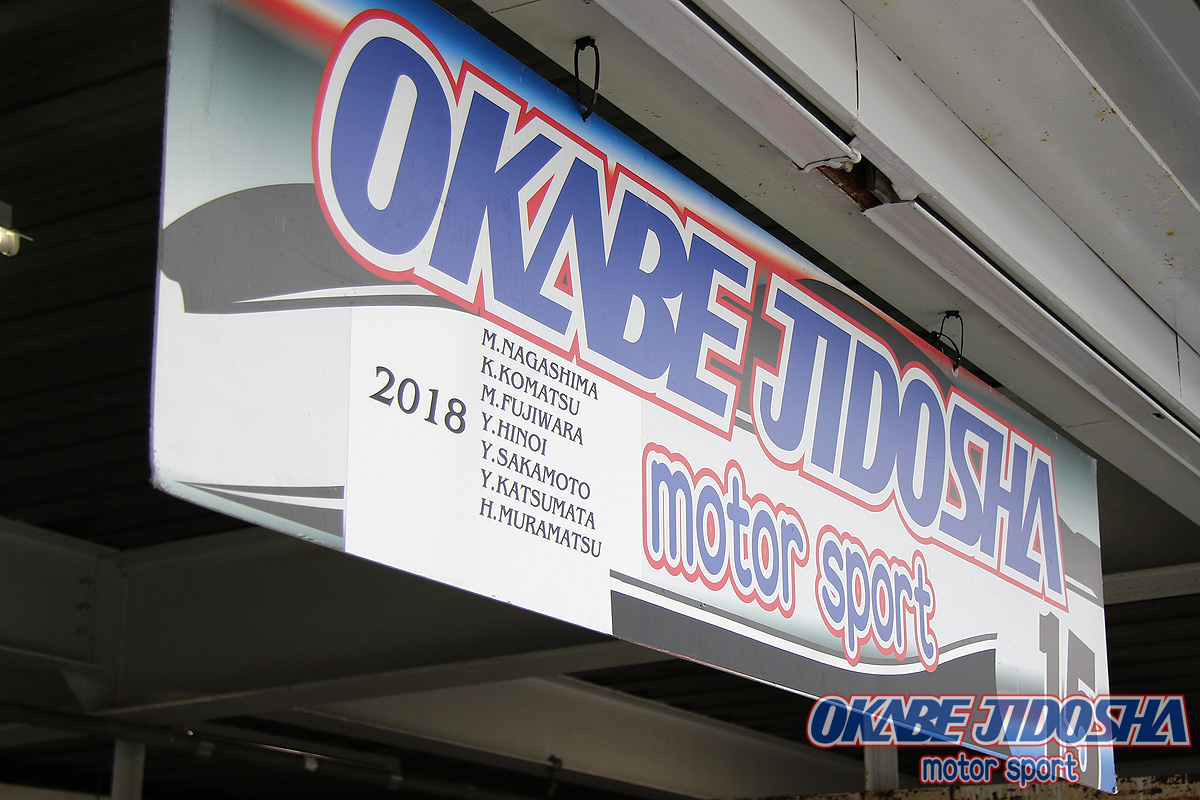 OKABE JIDOSHA
motor sport
2018
M.NAGASHIMA
K.KOMATSU
M.FUJIWARA
Y.HINOI
Y.SAKAMOTO
Y.KATSUMATA
H.MURAMATSU
15
OKABE JIDOSHA
motor sport